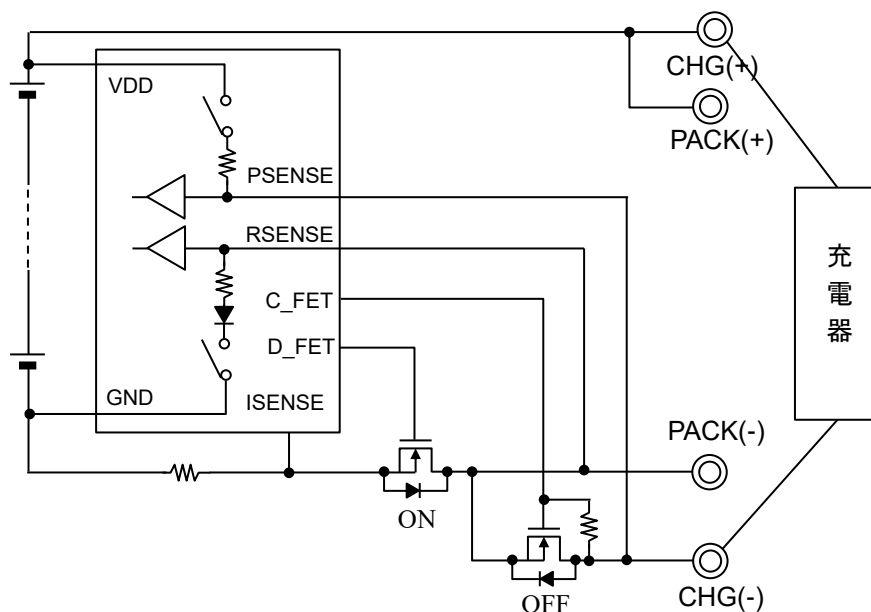 CHG(+)
VDD
PACK(+)
PSENSE
RSENSE
充電器
C_FET
D_FET
GND
ISENSE
PACK(-)
ON
CHG(-)
OFF